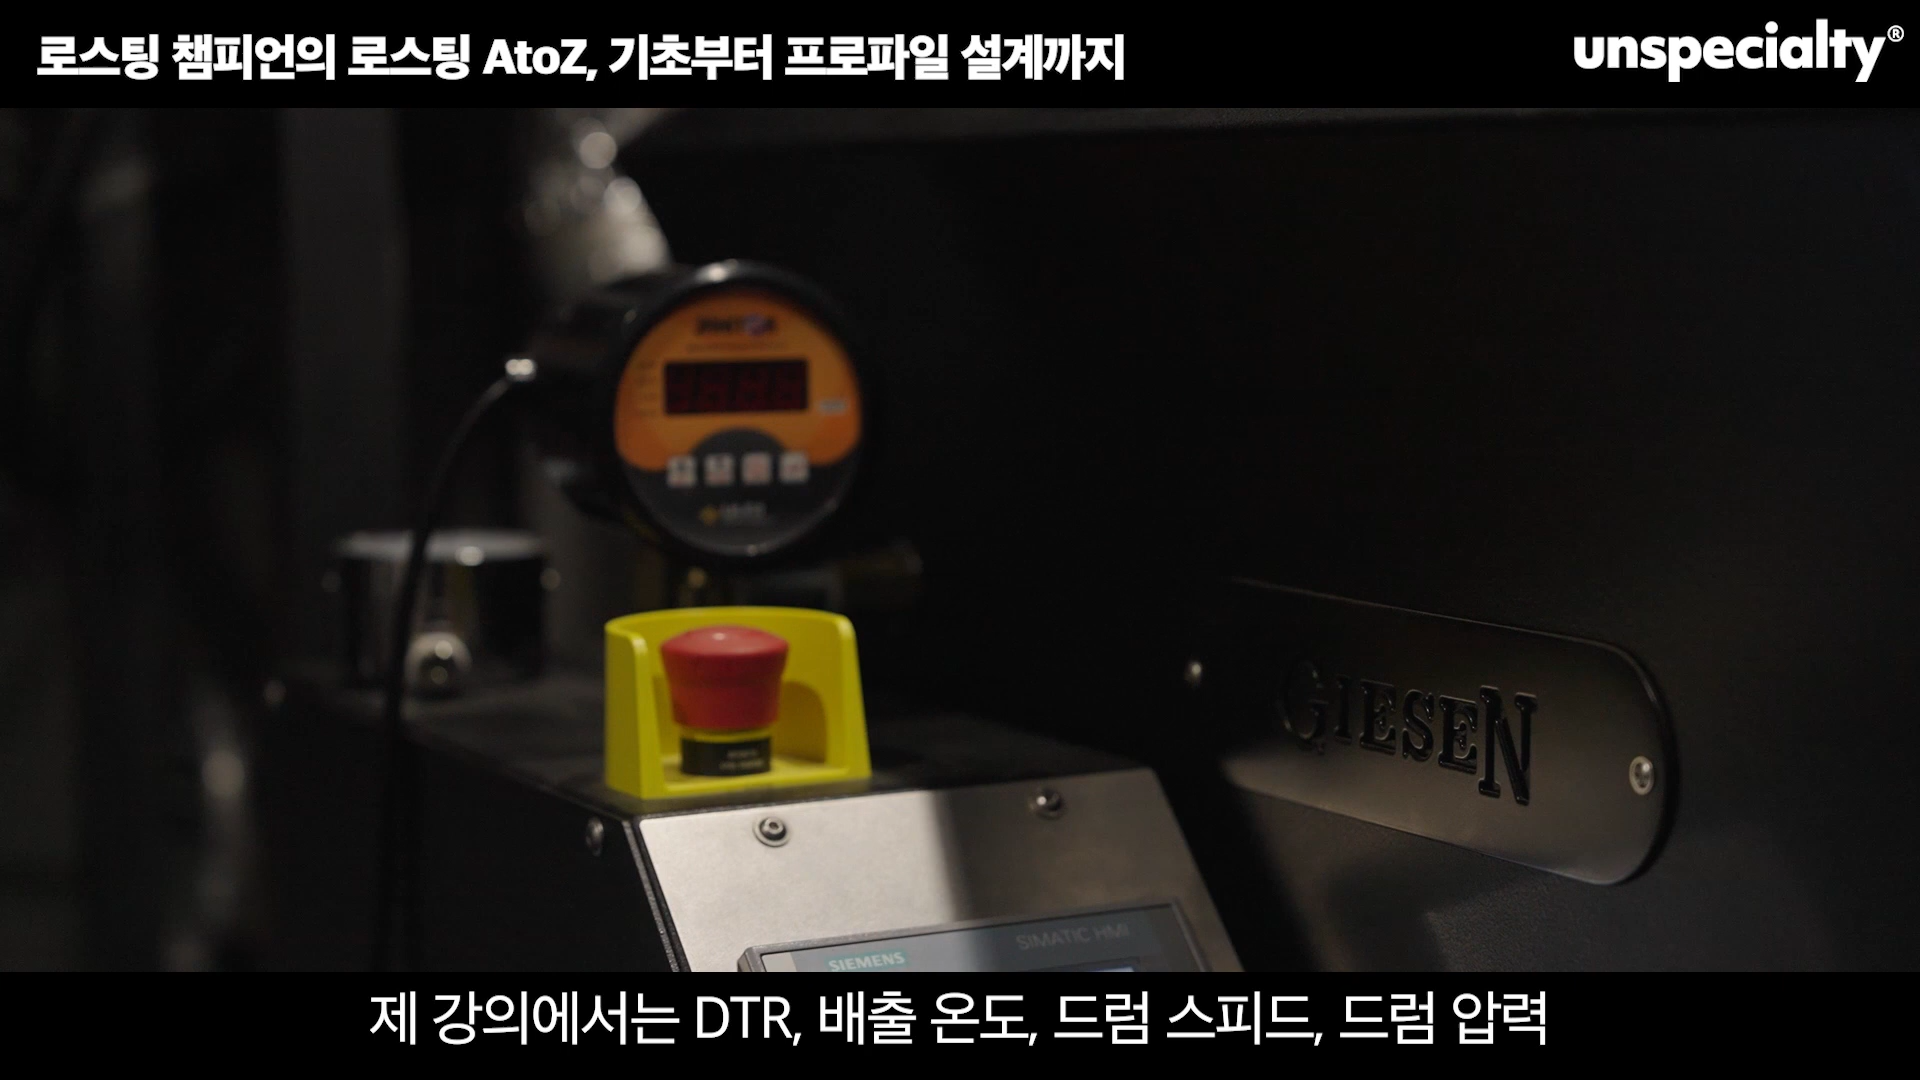 로스팅 챔피언의 로스팅 AtoZ, 기초부터 프로파일 설계까지
unspecialty®
GIESEN
SIMATIC HMI
SIEMENS
제 강의에서는 DTR, 배출 온도, 드럼 스피드, 드럼 압력